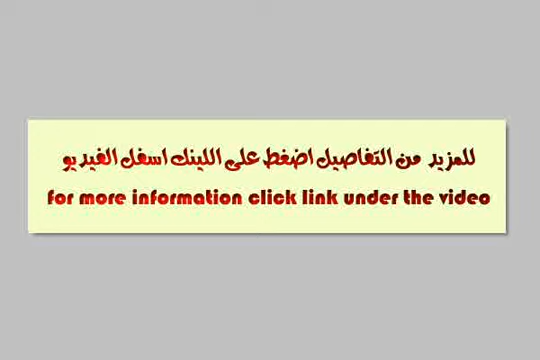 للمزيد من التفاصيل اضغط على اللينك اسفل الفيديو
for more information click link under the video